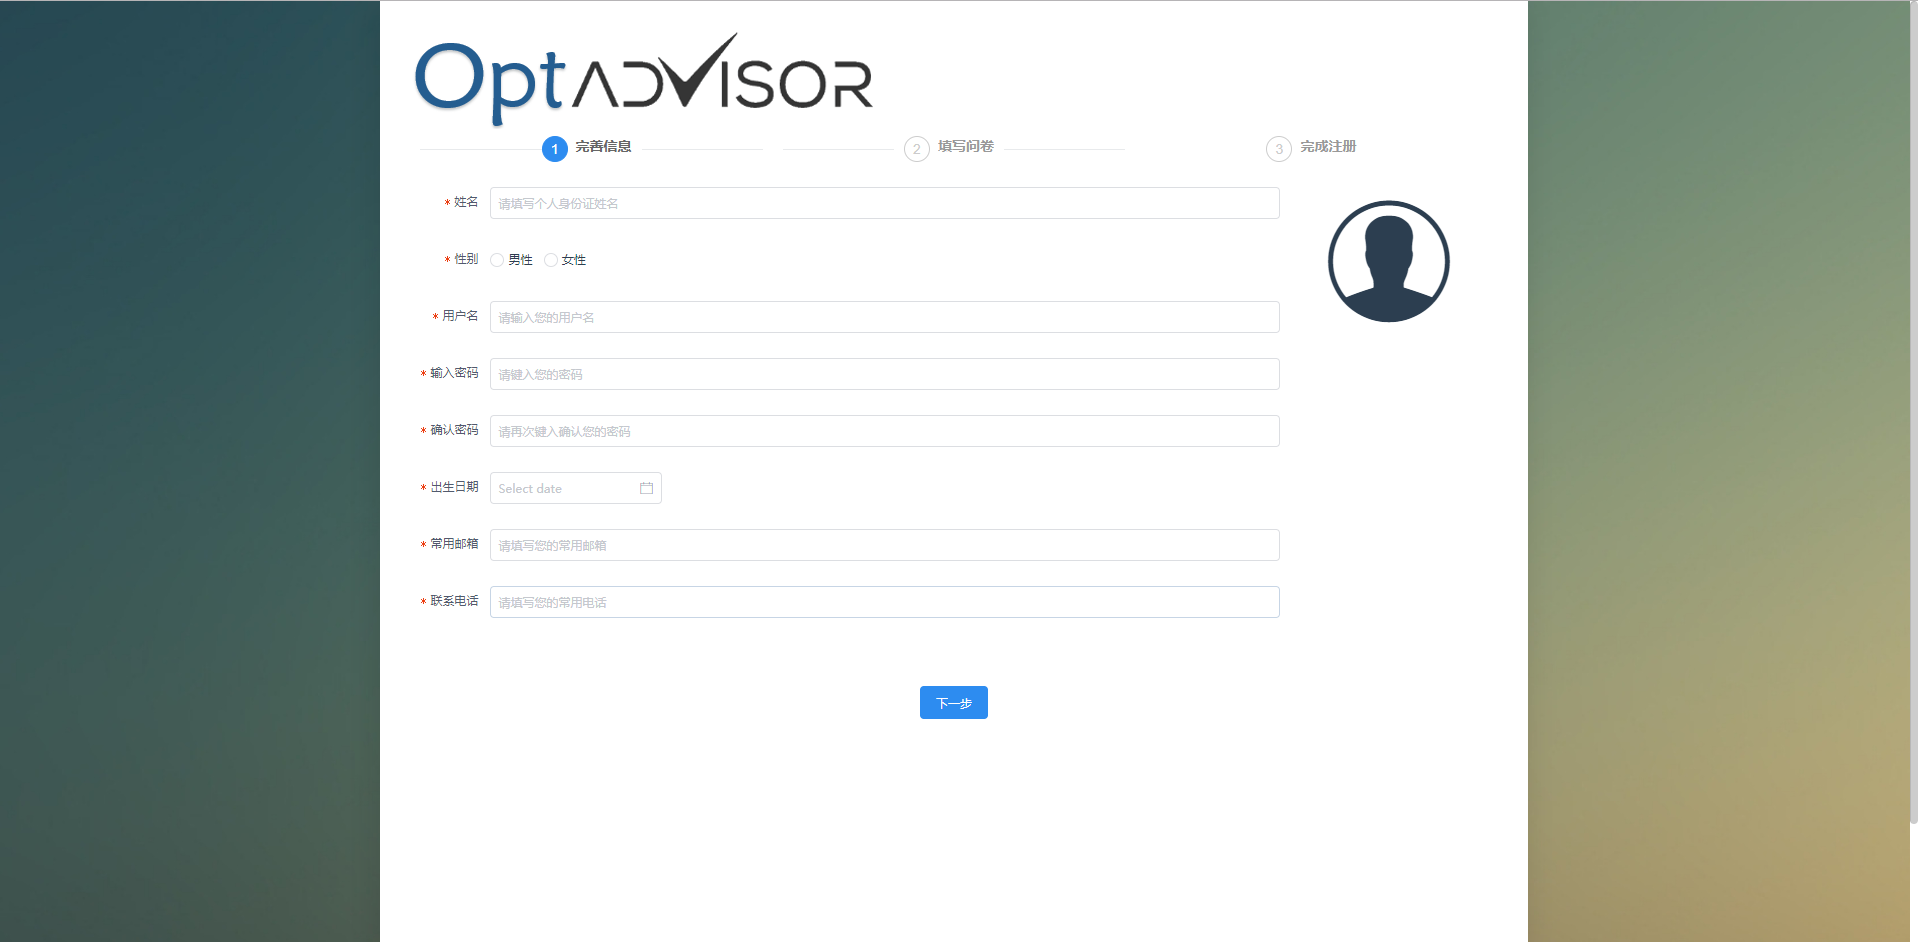 OptADVISOR
1 完善信息 2 填写问卷 3 完成注册
* 姓名 请填写个人身份证姓名
* 性别 男性 女性
* 用户名 请输入您的用户名
* 输入密码 请键入您的密码
* 确认密码 请再次键入确认您的密码
* 出生日期 Select date
* 常用邮箱 请填写您的常用邮箱
* 联系电话 请填写您的常用电话
下一步